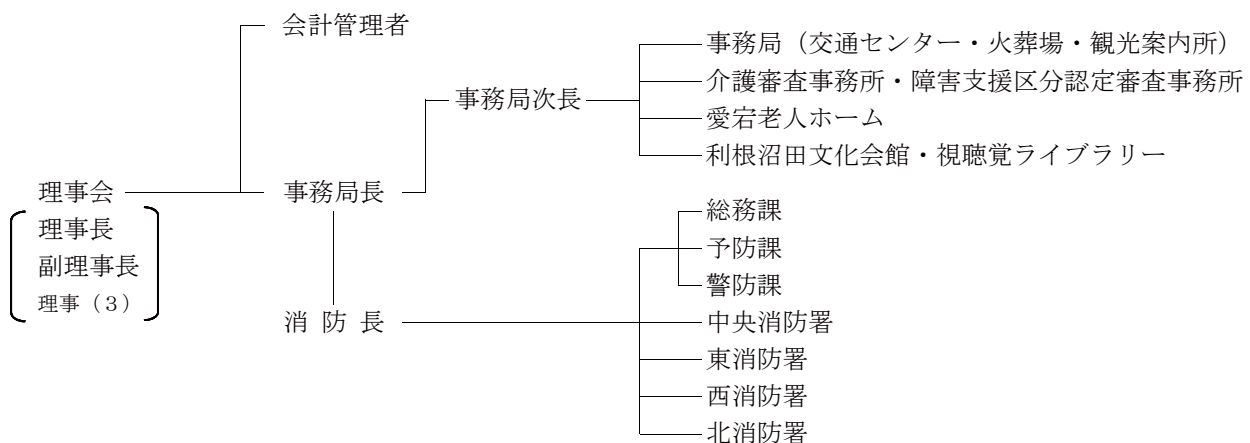 会計管理者
事務局（交通センター・火葬場・観光案内所）
介護審査事務所・障害支援区分認定審査事務所
事務局次長
愛宕老人ホーム
利根沼田文化会館・視聴覚ライブラリー
理事会
事務局長
理事長
副理事長
理事（３）
総務課
予防課
警防課
消防長
中央消防署
東消防署
西消防署
北消防署